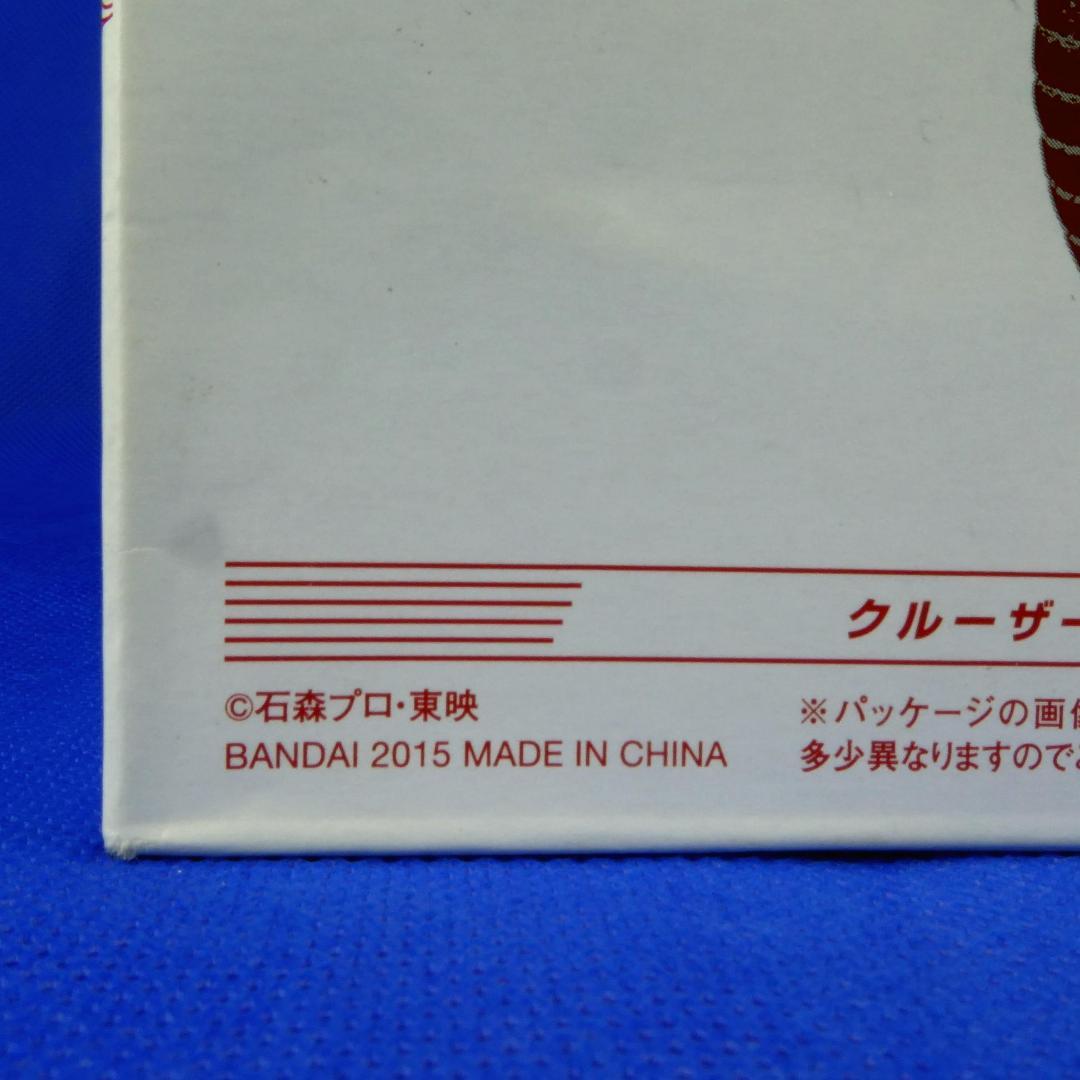 クルーザー
©石森プロ・東映
BANDAI 2015 MADE IN CHINA
※パッケージの画
多少異なりますので